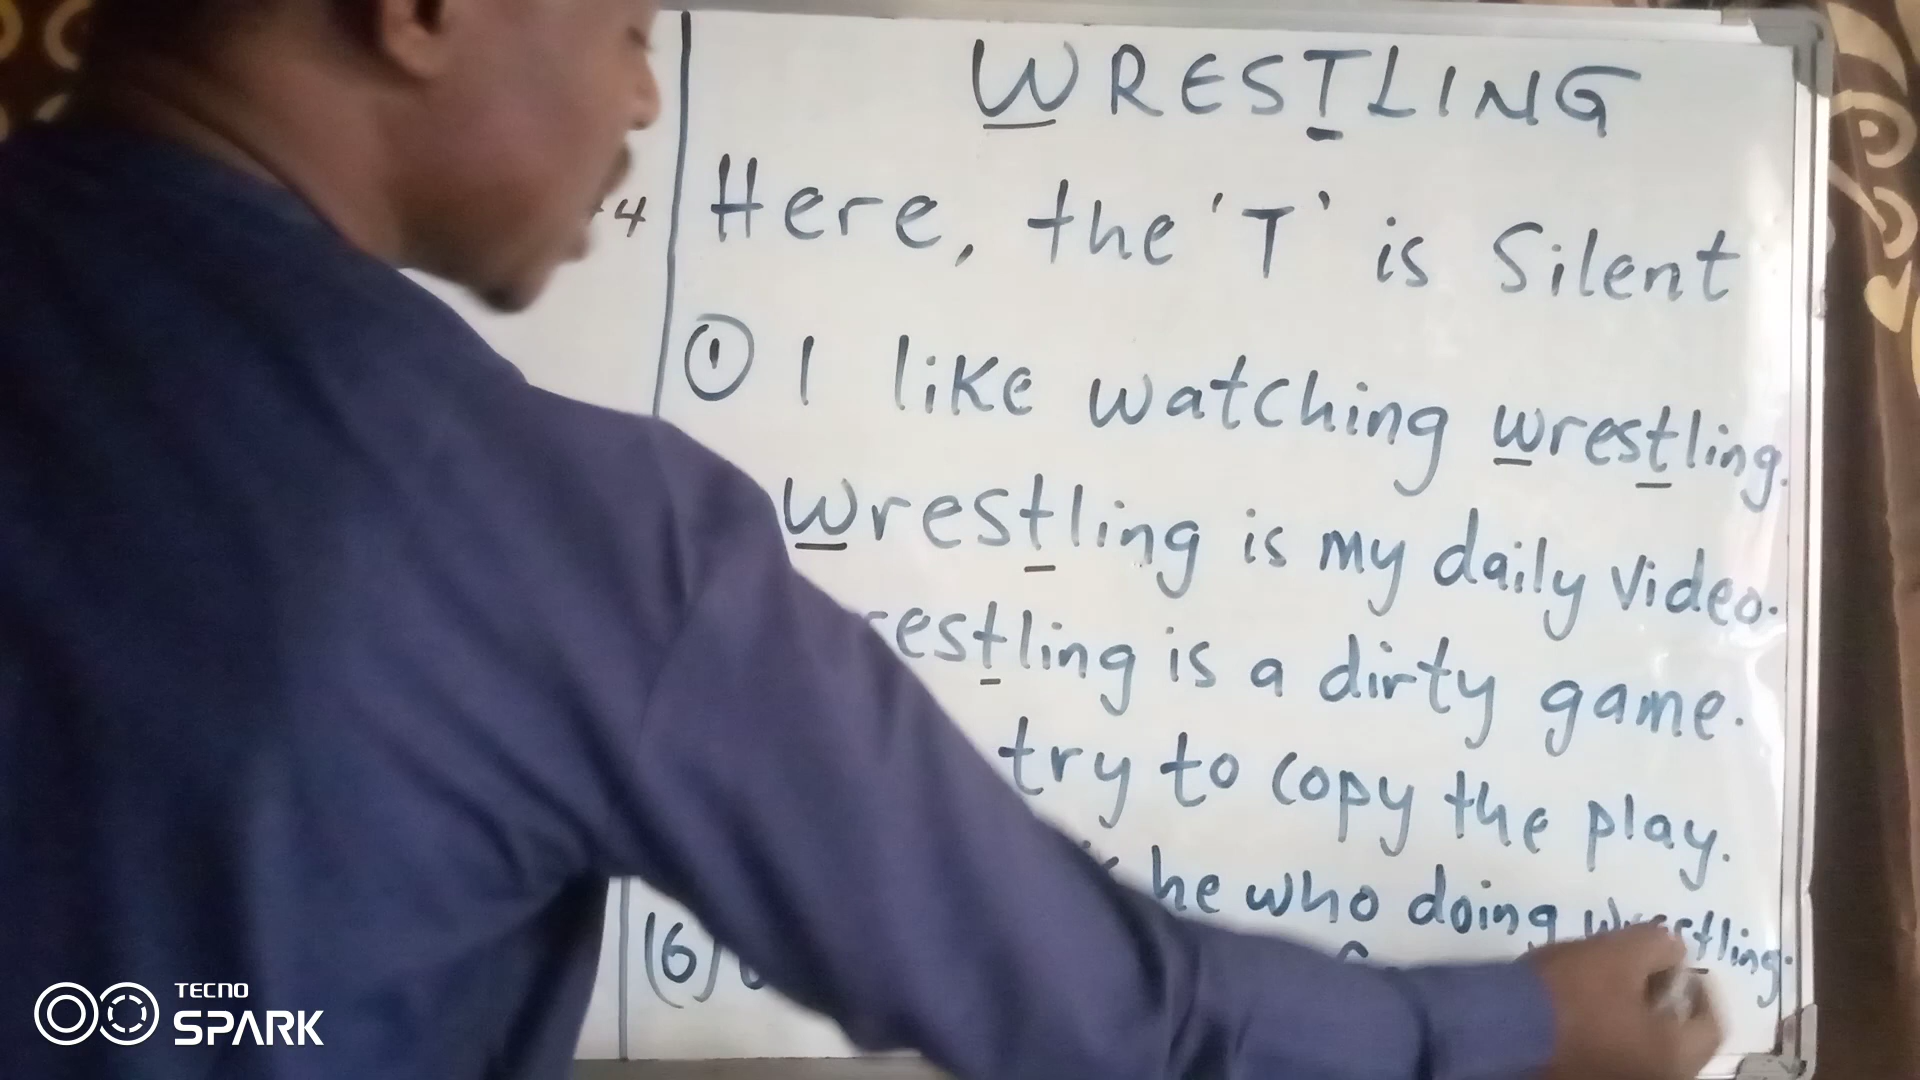 WRESTLING
4
Here, the 'T' is Silent
① I like watching wrestling.
Wrestling is my daily video.
restling is a dirty game.
try to copy the play.
he who doing wrestling.
(6)
TECNO
SPARK